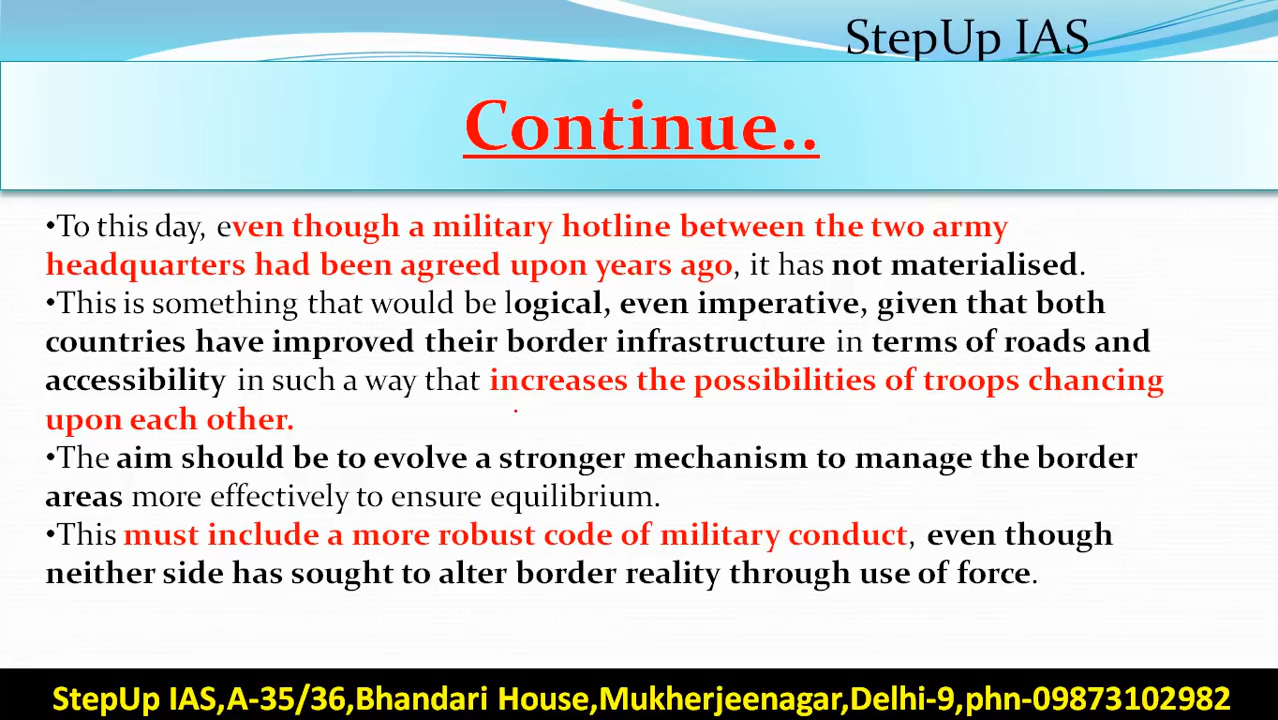 StepUp IAS
Continue..
•To this day, even though a military hotline between the two army
headquarters had been agreed upon years ago, it has not materialised.
•This is something that would be logical, even imperative, given that both
countries have improved their border infrastructure in terms of roads and
accessibility in such a way that increases the possibilities of troops chancing
upon each other.
•The aim should be to evolve a stronger mechanism to manage the border
areas more effectively to ensure equilibrium.
•This must include a more robust code of military conduct, even though
neither side has sought to alter border reality through use of force.
StepUp IAS,A-35/36,Bhandari House,Mukherjeenagar,Delhi-9,phn-09873102982